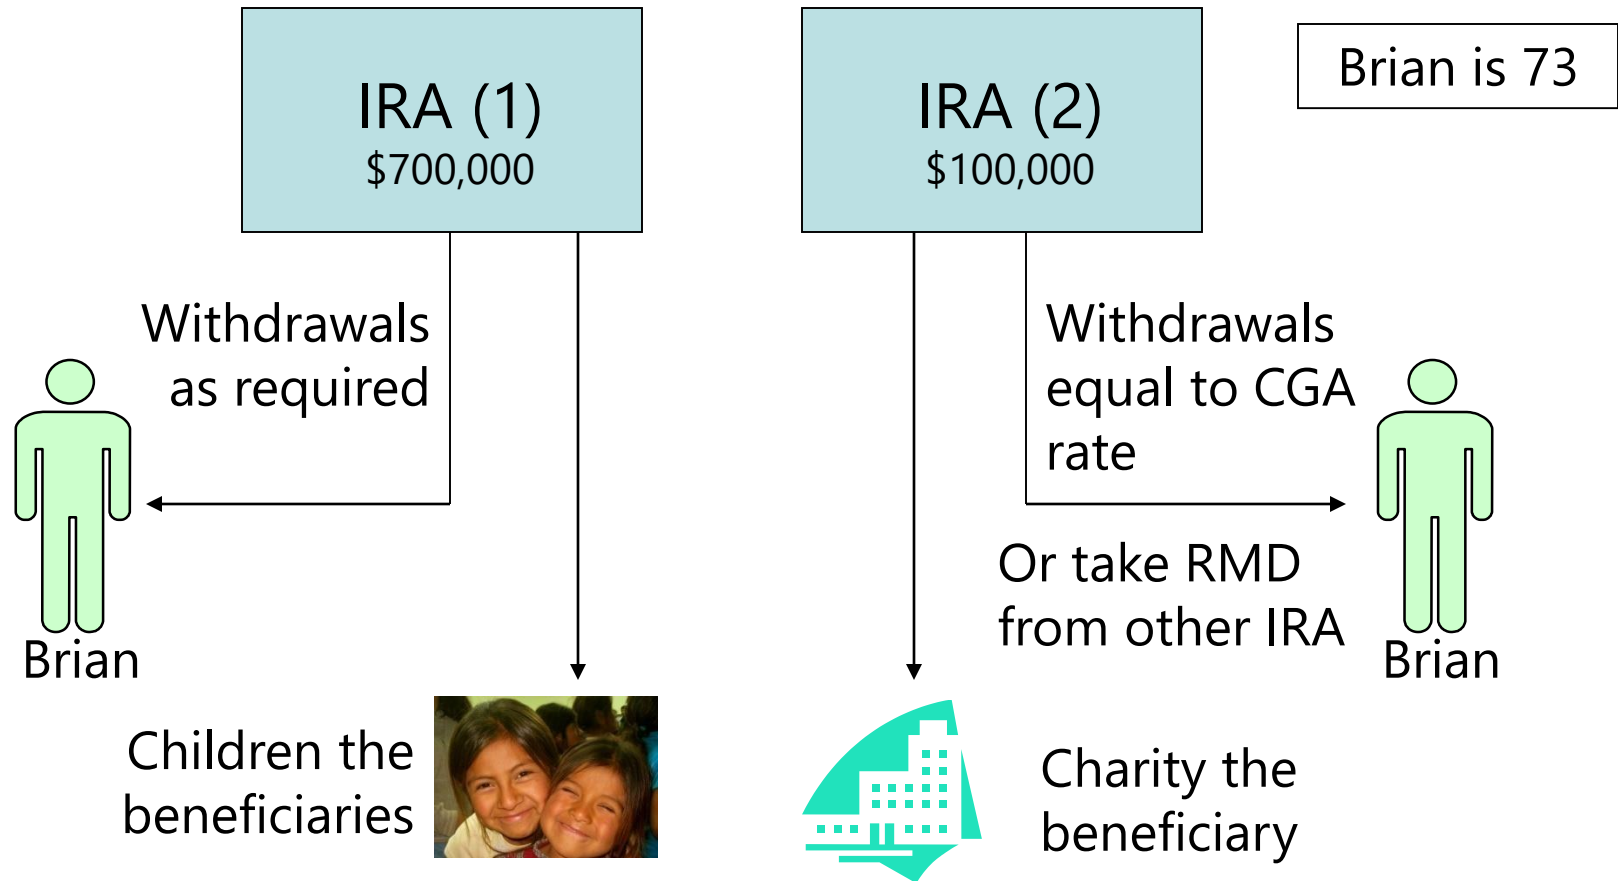 IRA (1)
$700,000
IRA (2)
$100,000
Brian is 73
Withdrawals
as required
Brian
Children the
beneficiaries
Withdrawals
equal to CGA
rate
Or take RMD
from other IRA
Brian
Charity the
beneficiary